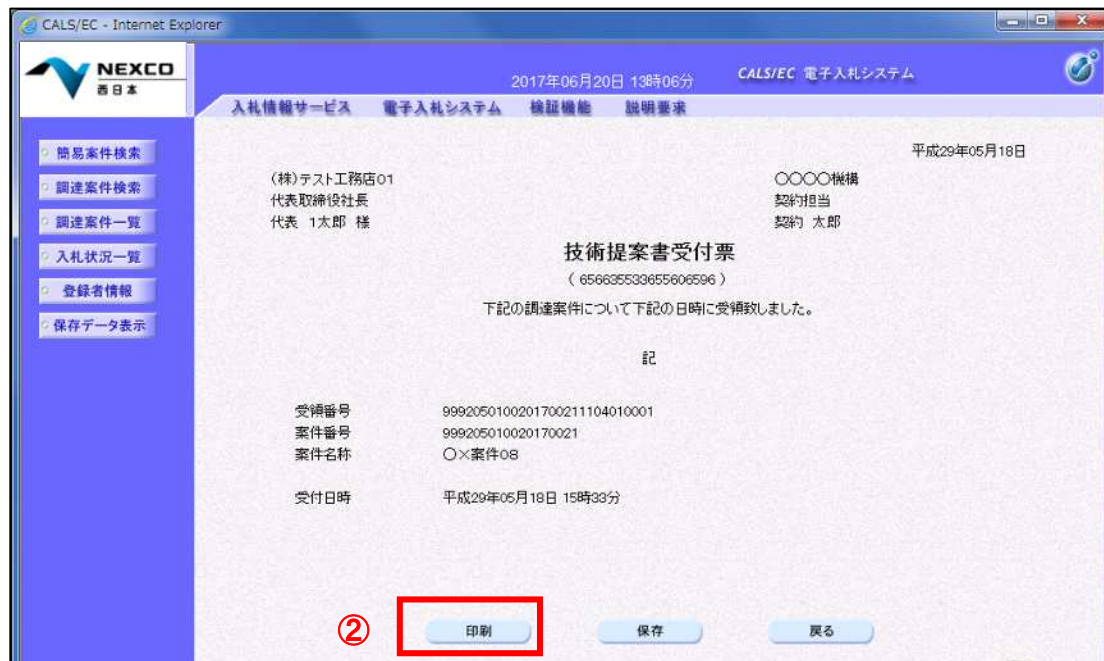 CALS/EC - Internet Explorer
NEXCO
西日本
2017年06月20日 13時06分
CALS/EC 電子入札システム
入札情報サービス 電子入札システム 検証機能 説明要求
簡易案件検索
調達案件検索
調達案件一覧
入札状況一覧
登録者情報
保存データ表示
平成29年05月18日
(株)テスト工務店01
代表取締役社長
代表 1太郎 様
〇〇〇〇機構
契約担当
契約 太郎
技術提案書受付票
( 656635533655606596 )
下記の調達案件について下記の日時に受領致しました。
記
受領番号 99920501002017002111040100​01
案件番号 999205010020170021
案件名称 〇×案件08
受付日時 平成29年05月18日 15時33分
②
印刷 保存 戻る